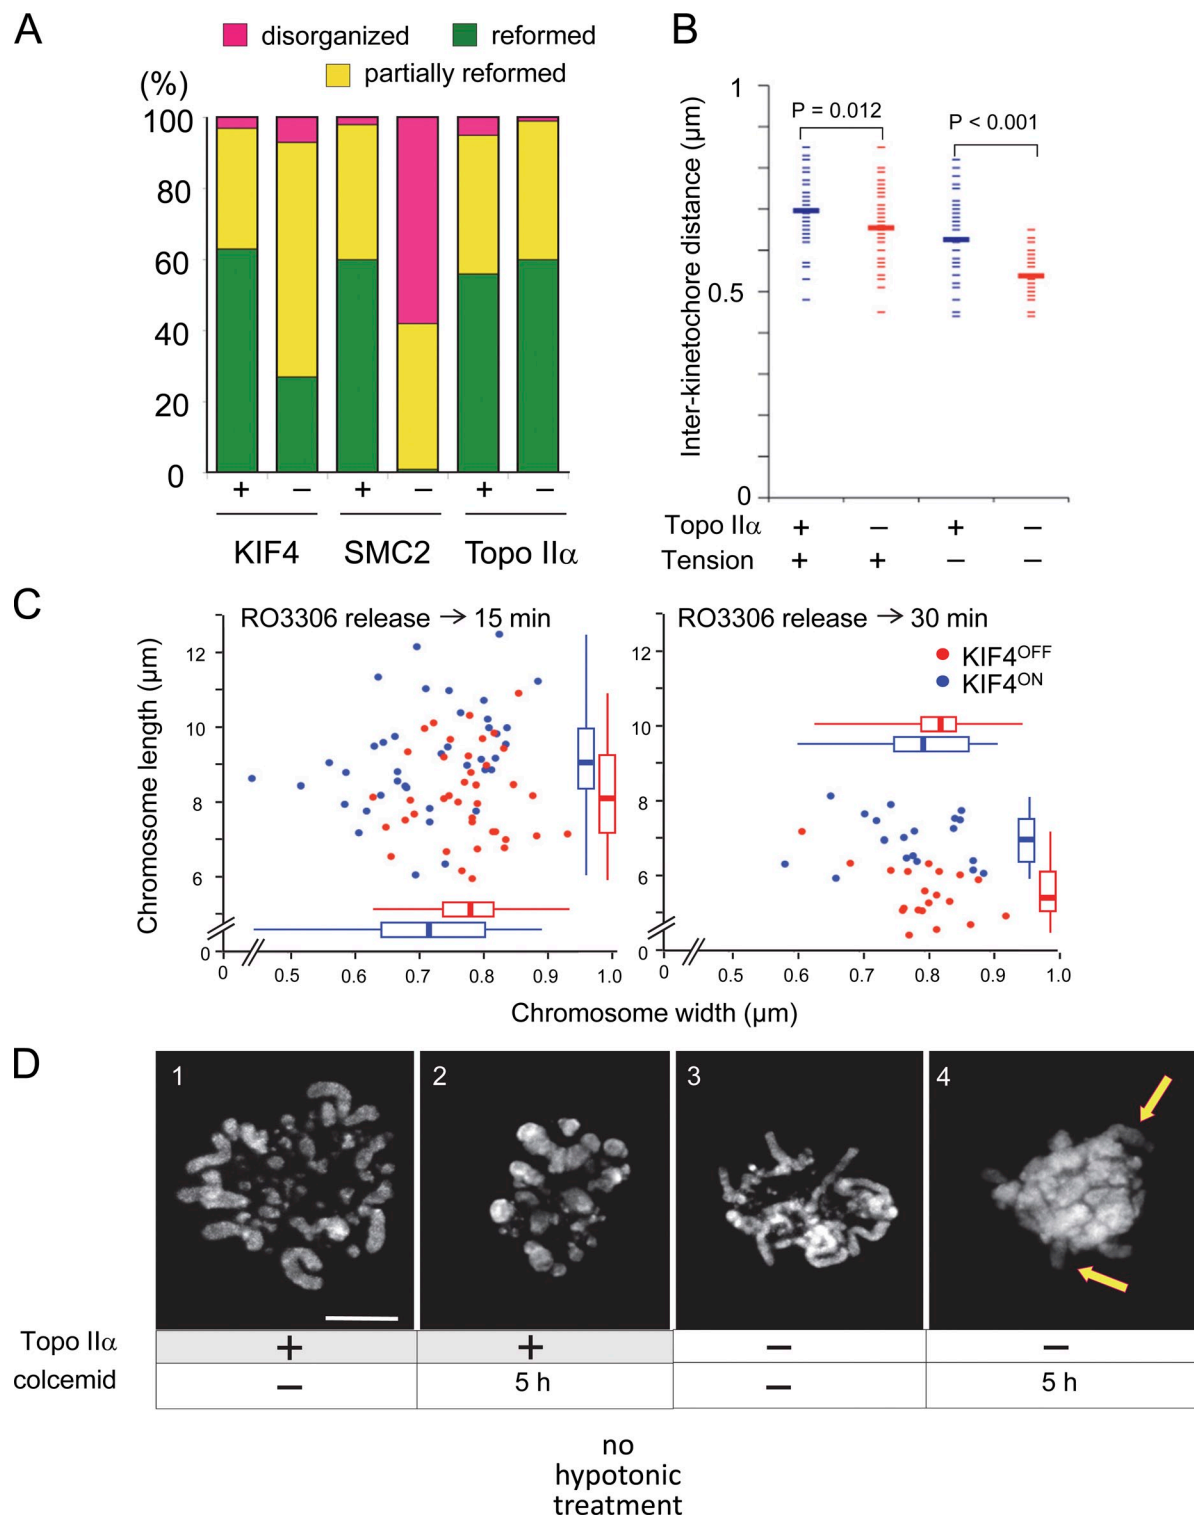 A
disorganized reformed
partially reformed
(%)
100
80
60
40
20
0
+ − + − + −
KIF4 SMC2 Topo IIα
B
Inter-kinetochore distance (µm)
1
0.5
0
P = 0.012
P < 0.001
Topo IIα + − + −
Tension + + − −
C
Chromosome length (µm)
RO3306 release → 15 min
12
10
8
6
0
0 0.5 0.6 0.7 0.8 0.9 1.0
RO3306 release → 30 min
KIF4OFF
KIF4ON
12
10
8
6
0
0 0.5 0.6 0.7 0.8 0.9 1.0
Chromosome width (µm)
D
1 2 3 4
Topo IIα + + − −
colcemid − 5 h − 5 h
no
hypotonic
treatment